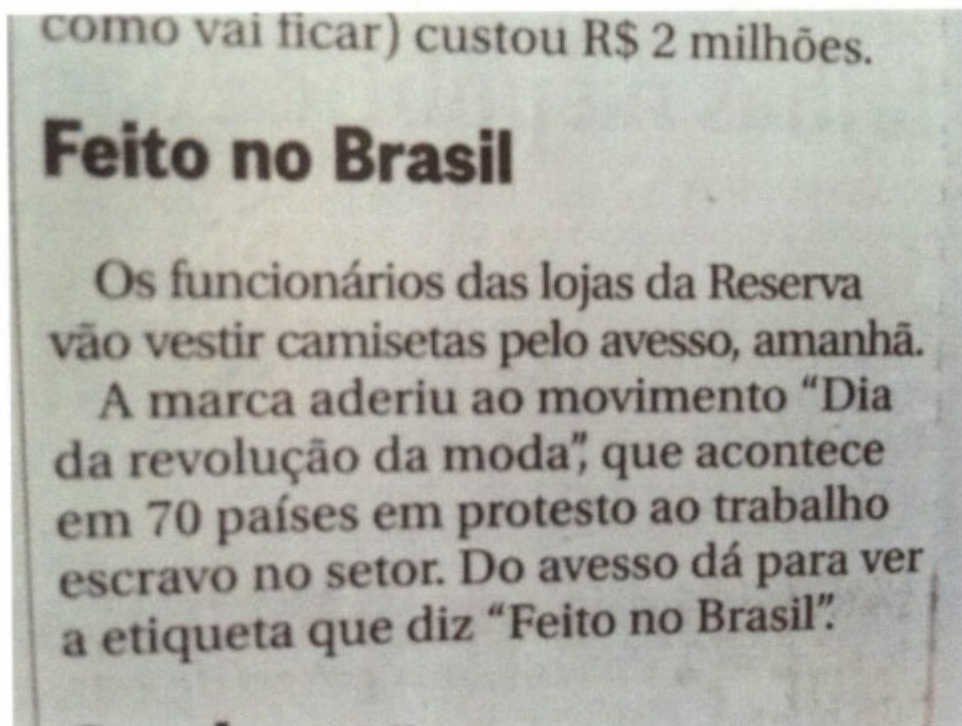 como vai ficar) custou R$ 2 milhões.
Feito no Brasil
Os funcionários das lojas da Reserva
vão vestir camisetas pelo avesso, amanhã.
A marca aderiu ao movimento “Dia
da revolução da moda”, que acontece
em 70 países em protesto ao trabalho
escravo no setor. Do avesso dá para ver
a etiqueta que diz “Feito no Brasil”.